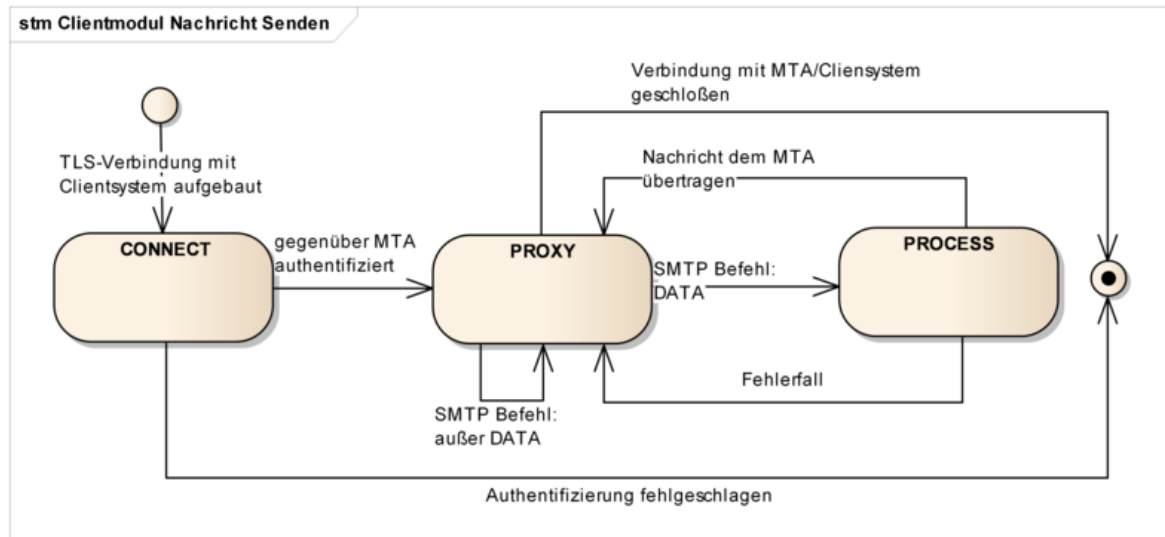 stm Clientmodul Nachricht Senden
Verbindung mit MTA/Cliensystem
geschloßen
TLS-Verbindung mit
Clientsystem aufgebaut
Nachricht dem MTA
übertragen
CONNECT
gegenüber MTA
authentifiziert
PROXY
SMTP Befehl:
DATA
PROCESS
SMTP Befehl:
außer DATA
Fehlerfall
Authentifizierung fehlgeschlagen